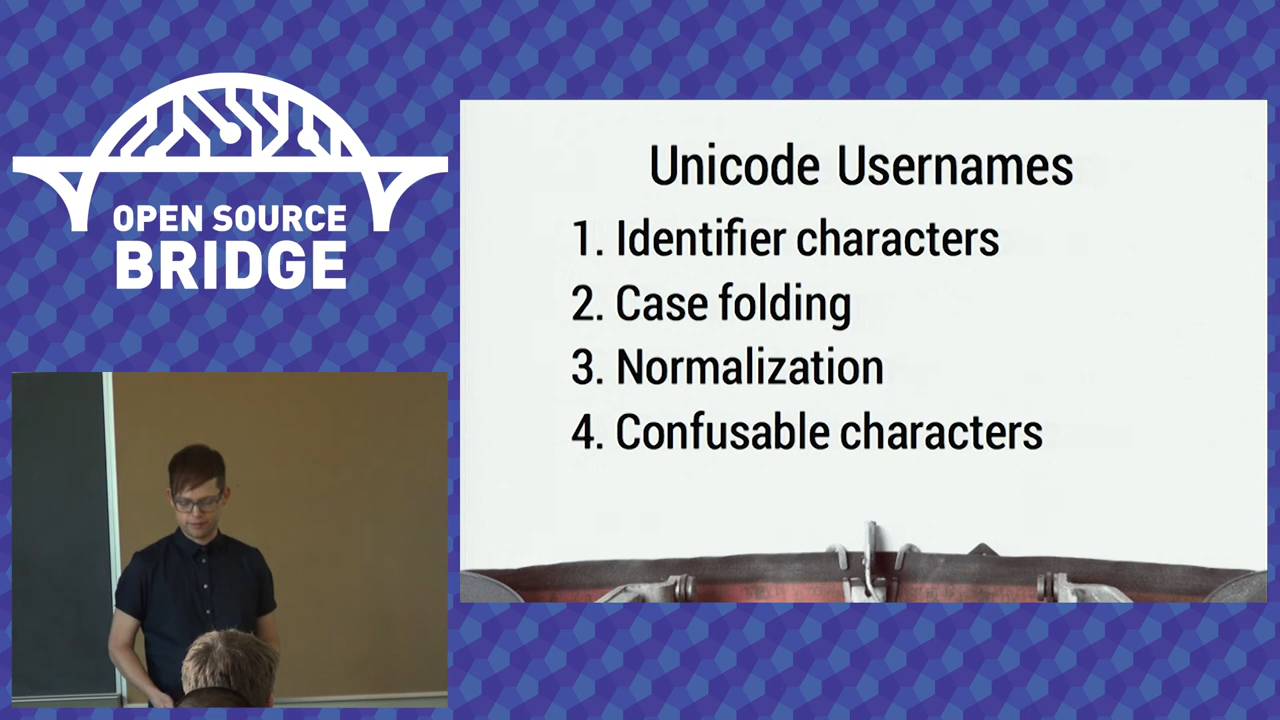 OPEN SOURCE
BRIDGE
Unicode Usernames
1. Identifier characters
2. Case folding
3. Normalization
4. Confusable characters